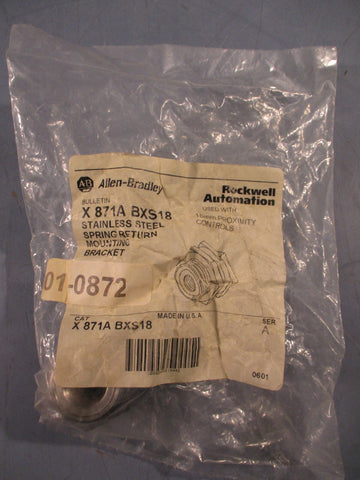 AB Allen-Bradley
Rockwell
Automation
BULLETIN
X 871A BXS18
STAINLESS STEEL
SPRING RETURN
MOUNTING
BRACKET
USED WITH
18mm PROXIMITY
CONTROLS
01-0872
CAT
X 871A BXS18
MADE IN U.S.A.
SER
A
0601